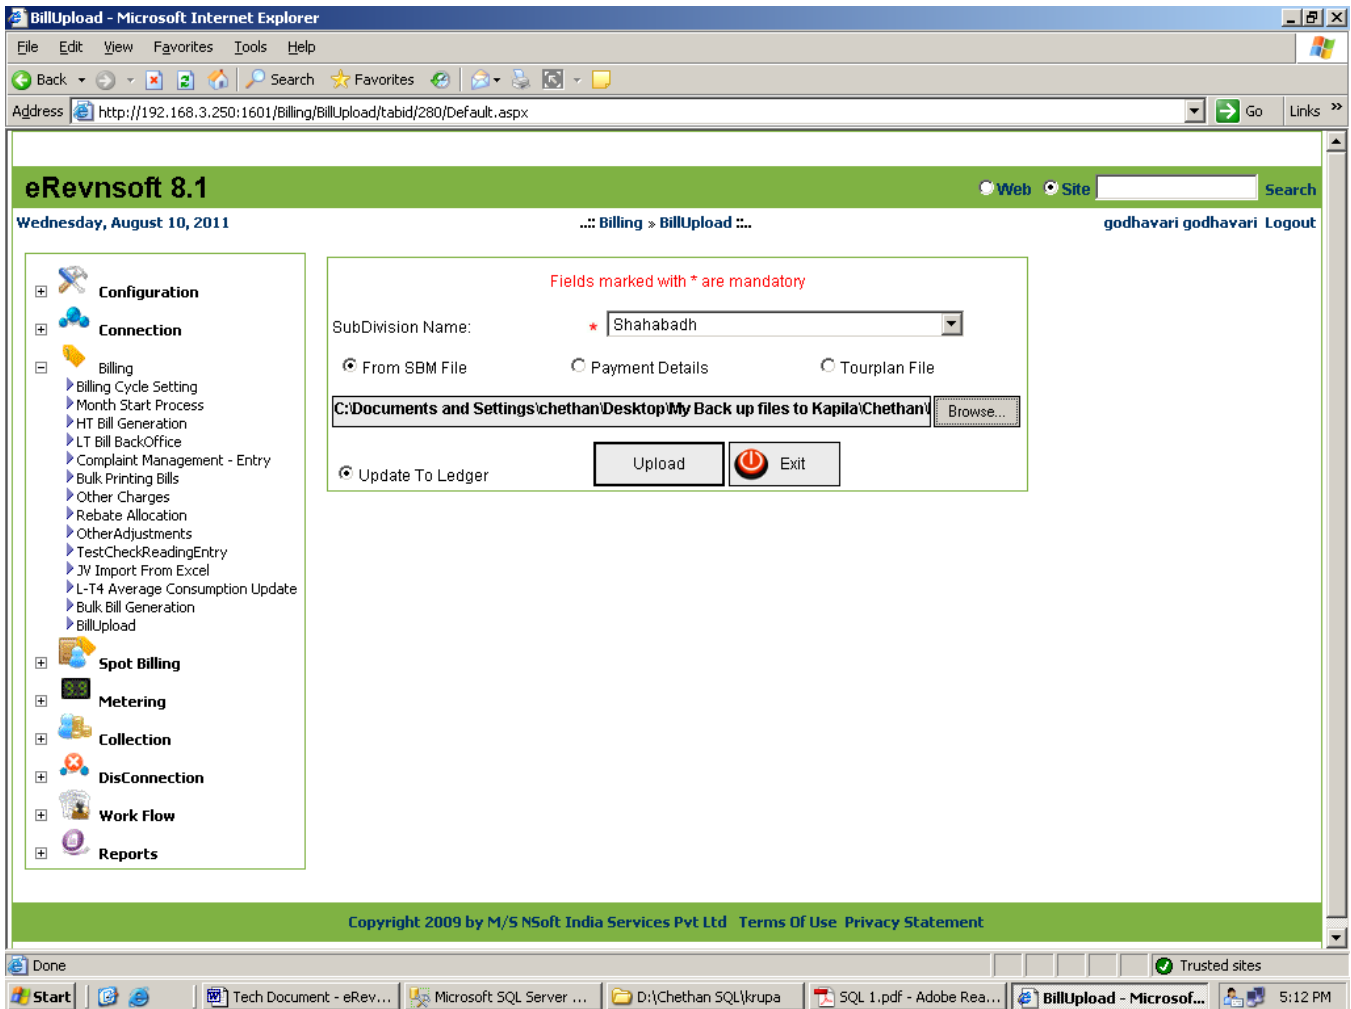 BillUpload - Microsoft Internet Explorer
File Edit View Favorites Tools Help
Back Search Favorites
Address http://192.168.3.250:1601/Billing/BillUpload/tabid/280/Default.aspx Go Links »
eRevnsoft 8.1 Web Site Search
Wednesday, August 10, 2011 ..:: Billing » BillUpload ::.. godhavari godhavari Logout
Configuration
Connection
Billing
Billing Cycle Setting
Month Start Process
HT Bill Generation
LT Bill BackOffice
Complaint Management - Entry
Bulk Printing Bills
Other Charges
Rebate Allocation
OtherAdjustments
TestCheckReadingEntry
JV Import From Excel
L-T4 Average Consumption Update
Bulk Bill Generation
BillUpload
Spot Billing
Metering
Collection
DisConnection
Work Flow
Reports
Fields marked with * are mandatory
SubDivision Name: * Shahabadh
From SBM File Payment Details Tourplan File
C:\Documents and Settings\chethan\Desktop\My Back up files to Kapila\Chethan\ Browse...
Update To Ledger Upload Exit
Copyright 2009 by M/S NSoft India Services Pvt Ltd Terms Of Use Privacy Statement
Done Trusted sites
Start Tech Document - eRev... Microsoft SQL Server ... D:\Chethan SQL\krupa SQL 1.pdf - Adobe Rea... BillUpload - Microsof... 5:12 PM